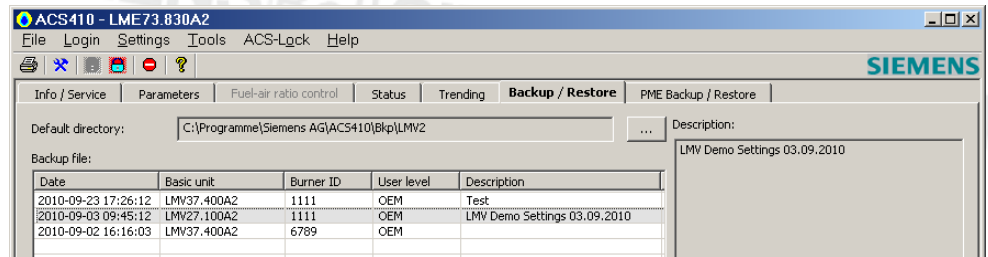 ACS410 - LME73.830A2
File Login Settings Tools ACS-Lock Help
SIEMENS
Info / Service Parameters Fuel-air ratio control Status Trending Backup / Restore PME Backup / Restore
Default directory: C:\Programme\Siemens AG\ACS410\Bkp\LMV2 ... Description:
LMV Demo Settings 03.09.2010
Backup file:
Date Basic unit Burner ID User level Description
2010-09-23 17:26:12 LMV37.400A2 1111 OEM Test
2010-09-03 09:45:12 LMV27.100A2 1111 OEM LMV Demo Settings 03.09.2010
2010-09-02 16:16:03 LMV37.400A2 6789 OEM